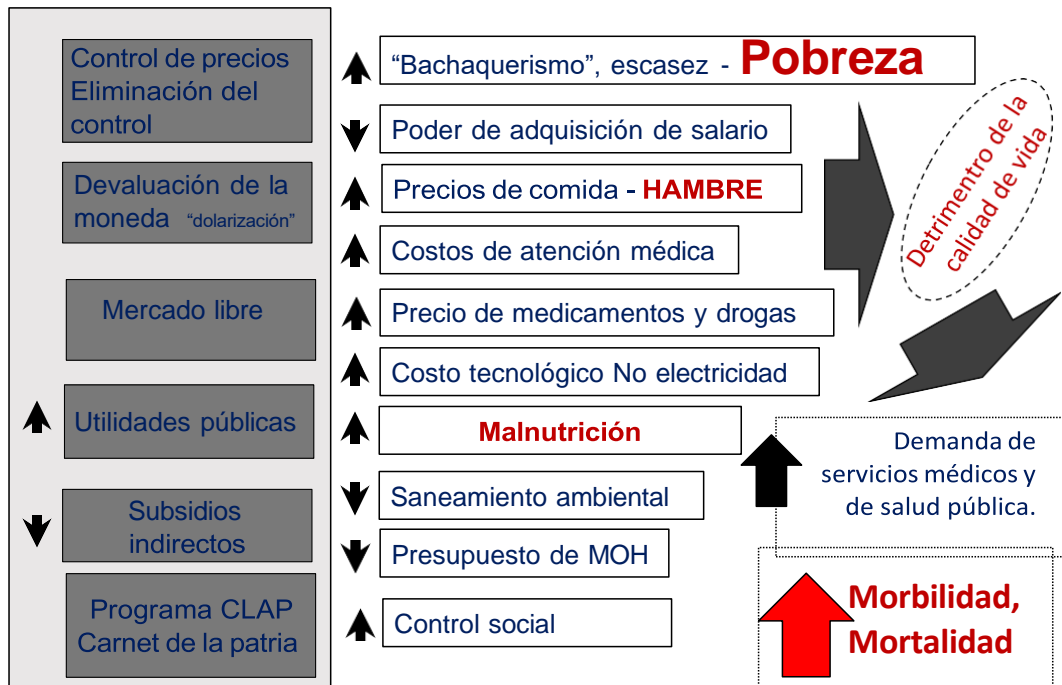 Control de precios
Eliminación del
control
Devaluación de la
moneda “dolarización”
Mercado libre
Utilidades públicas
Subsidios
indirectos
Programa CLAP
Carnet de la patria
“Bachaquerismo”, escasez - Pobreza
Poder de adquisición de salario
Precios de comida - HAMBRE
Costos de atención médica
Precio de medicamentos y drogas
Costo tecnológico No electricidad
Malnutrición
Saneamiento ambiental
Presupuesto de MOH
Control social
Detrimentro de la
calidad de vida
Demanda de
servicios médicos y
de salud pública.
Morbilidad,
Mortalidad